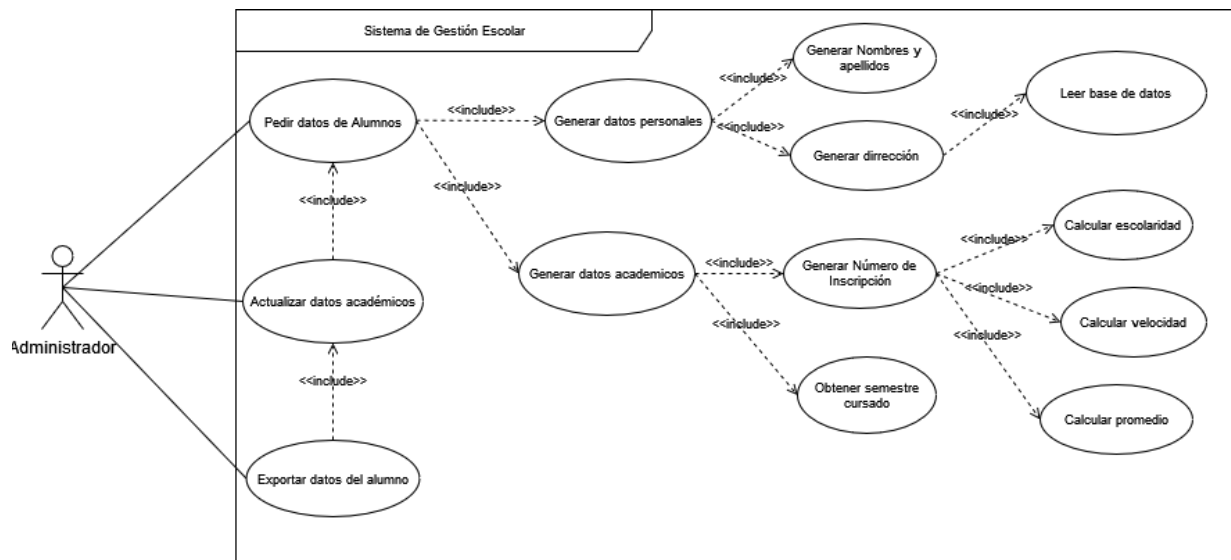 Sistema de Gestión Escolar
Generar Nombres y
apellidos
<<include>>
Leer base de datos
<<include>>
Pedir datos de Alumnos
Generar datos personales
<<include>>
<<include>>
Generar dirrección
<<include>>
<<include>>
<<include>>
Calcular escolaridad
<<include>>
Generar datos academicos
<<include>>
Generar Número de
Inscripción
<<include>>
Actualizar datos académicos
<<include>>
Calcular velocidad
<<include>>
Administrador
<<include>>
Obtener semestre
cursado
Calcular promedio
Exportar datos del alumno